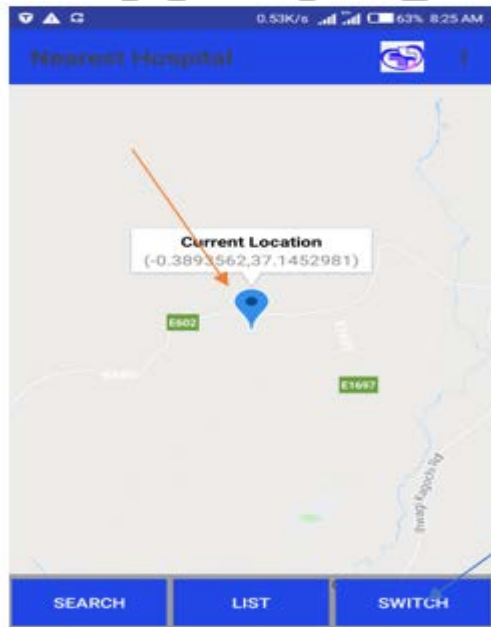 0.53K/s 63% 8:25 AM
Nearest Hospital
Current Location
(-0.3893562,37.1452981)
E602
E1697
SEARCH LIST SWITCH